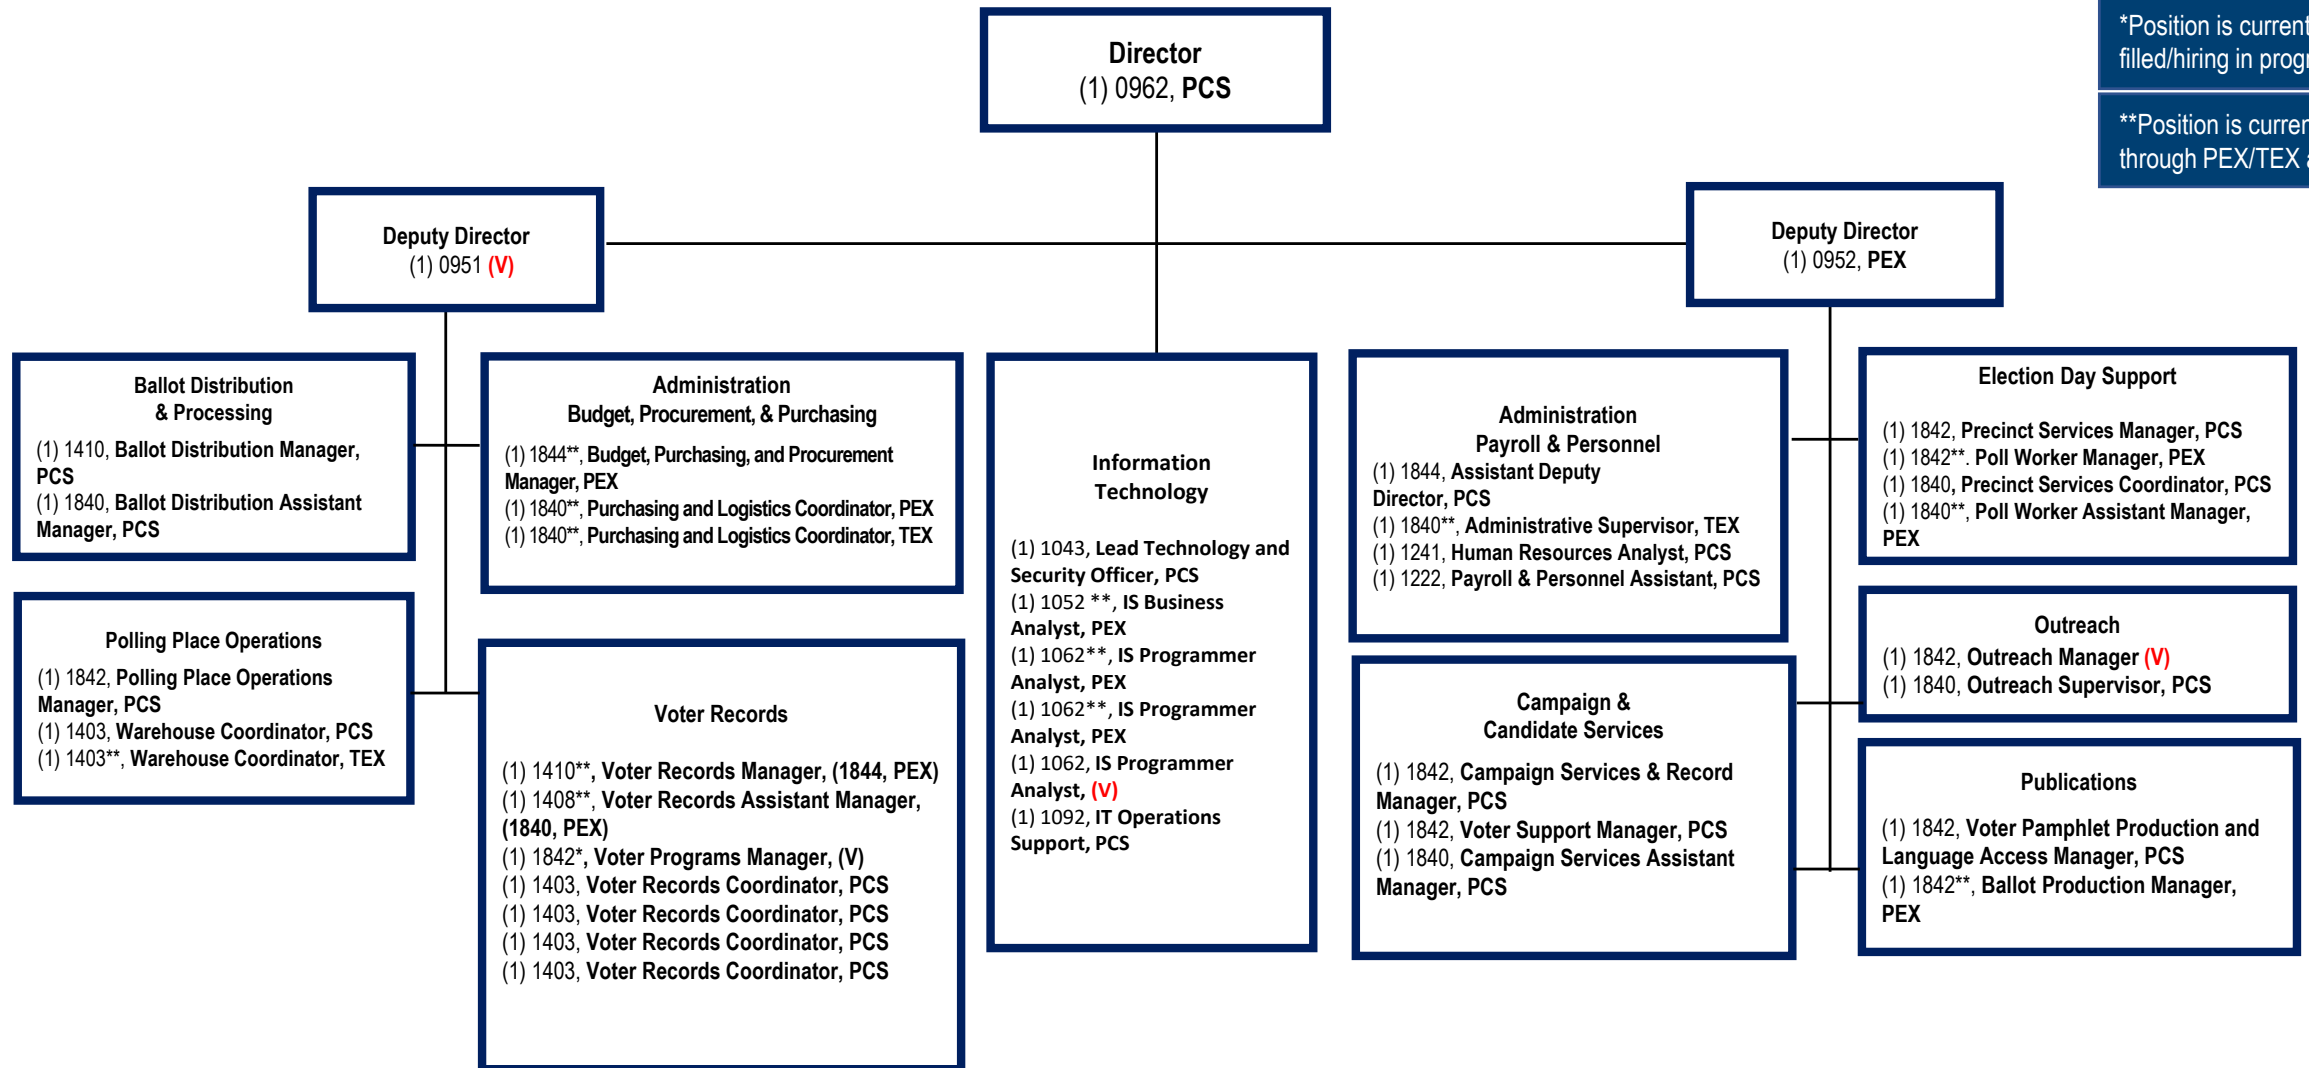 *Position is current
filled/hiring in progr
**Position is curren
through PEX/TEX a
Director
(1) 0962, PCS
Deputy Director
(1) 0951 (V)
Deputy Director
(1) 0952, PEX
Ballot Distribution
& Processing
(1) 1410, Ballot Distribution Manager,
PCS
(1) 1840, Ballot Distribution Assistant
Manager, PCS
Administration
Budget, Procurement, & Purchasing
(1) 1844**, Budget, Purchasing, and Procurement
Manager, PEX
(1) 1840**, Purchasing and Logistics Coordinator, PEX
(1) 1840**, Purchasing and Logistics Coordinator, TEX
Polling Place Operations
(1) 1842, Polling Place Operations
Manager, PCS
(1) 1403, Warehouse Coordinator, PCS
(1) 1403**, Warehouse Coordinator, TEX
Voter Records
(1) 1410**, Voter Records Manager, (1844, PEX)
(1) 1408**, Voter Records Assistant Manager,
(1840, PEX)
(1) 1842*, Voter Programs Manager, (V)
(1) 1403, Voter Records Coordinator, PCS
(1) 1403, Voter Records Coordinator, PCS
(1) 1403, Voter Records Coordinator, PCS
(1) 1403, Voter Records Coordinator, PCS
Information
Technology
(1) 1043, Lead Technology and
Security Officer, PCS
(1) 1052 **, IS Business
Analyst, PEX
(1) 1062**, IS Programmer
Analyst, PEX
(1) 1062**, IS Programmer
Analyst, PEX
(1) 1062, IS Programmer
Analyst, (V)
(1) 1092, IT Operations
Support, PCS
Administration
Payroll & Personnel
(1) 1844, Assistant Deputy
Director, PCS
(1) 1840**, Administrative Supervisor, TEX
(1) 1241, Human Resources Analyst, PCS
(1) 1222, Payroll & Personnel Assistant, PCS
Election Day Support
(1) 1842, Precinct Services Manager, PCS
(1) 1842**. Poll Worker Manager, PEX
(1) 1840, Precinct Services Coordinator, PCS
(1) 1840**, Poll Worker Assistant Manager,
PEX
Campaign &
Candidate Services
(1) 1842, Campaign Services & Record
Manager, PCS
(1) 1842, Voter Support Manager, PCS
(1) 1840, Campaign Services Assistant
Manager, PCS
Outreach
(1) 1842, Outreach Manager (V)
(1) 1840, Outreach Supervisor, PCS
Publications
(1) 1842, Voter Pamphlet Production and
Language Access Manager, PCS
(1) 1842**, Ballot Production Manager,
PEX